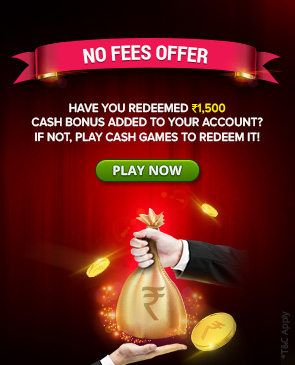 NO FEES OFFER
HAVE YOU REDEEMED ₹1,500
CASH BONUS ADDED TO YOUR ACCOUNT?
IF NOT, PLAY CASH GAMES TO REDEEM IT!
PLAY NOW
₹
₹
*T&C Apply